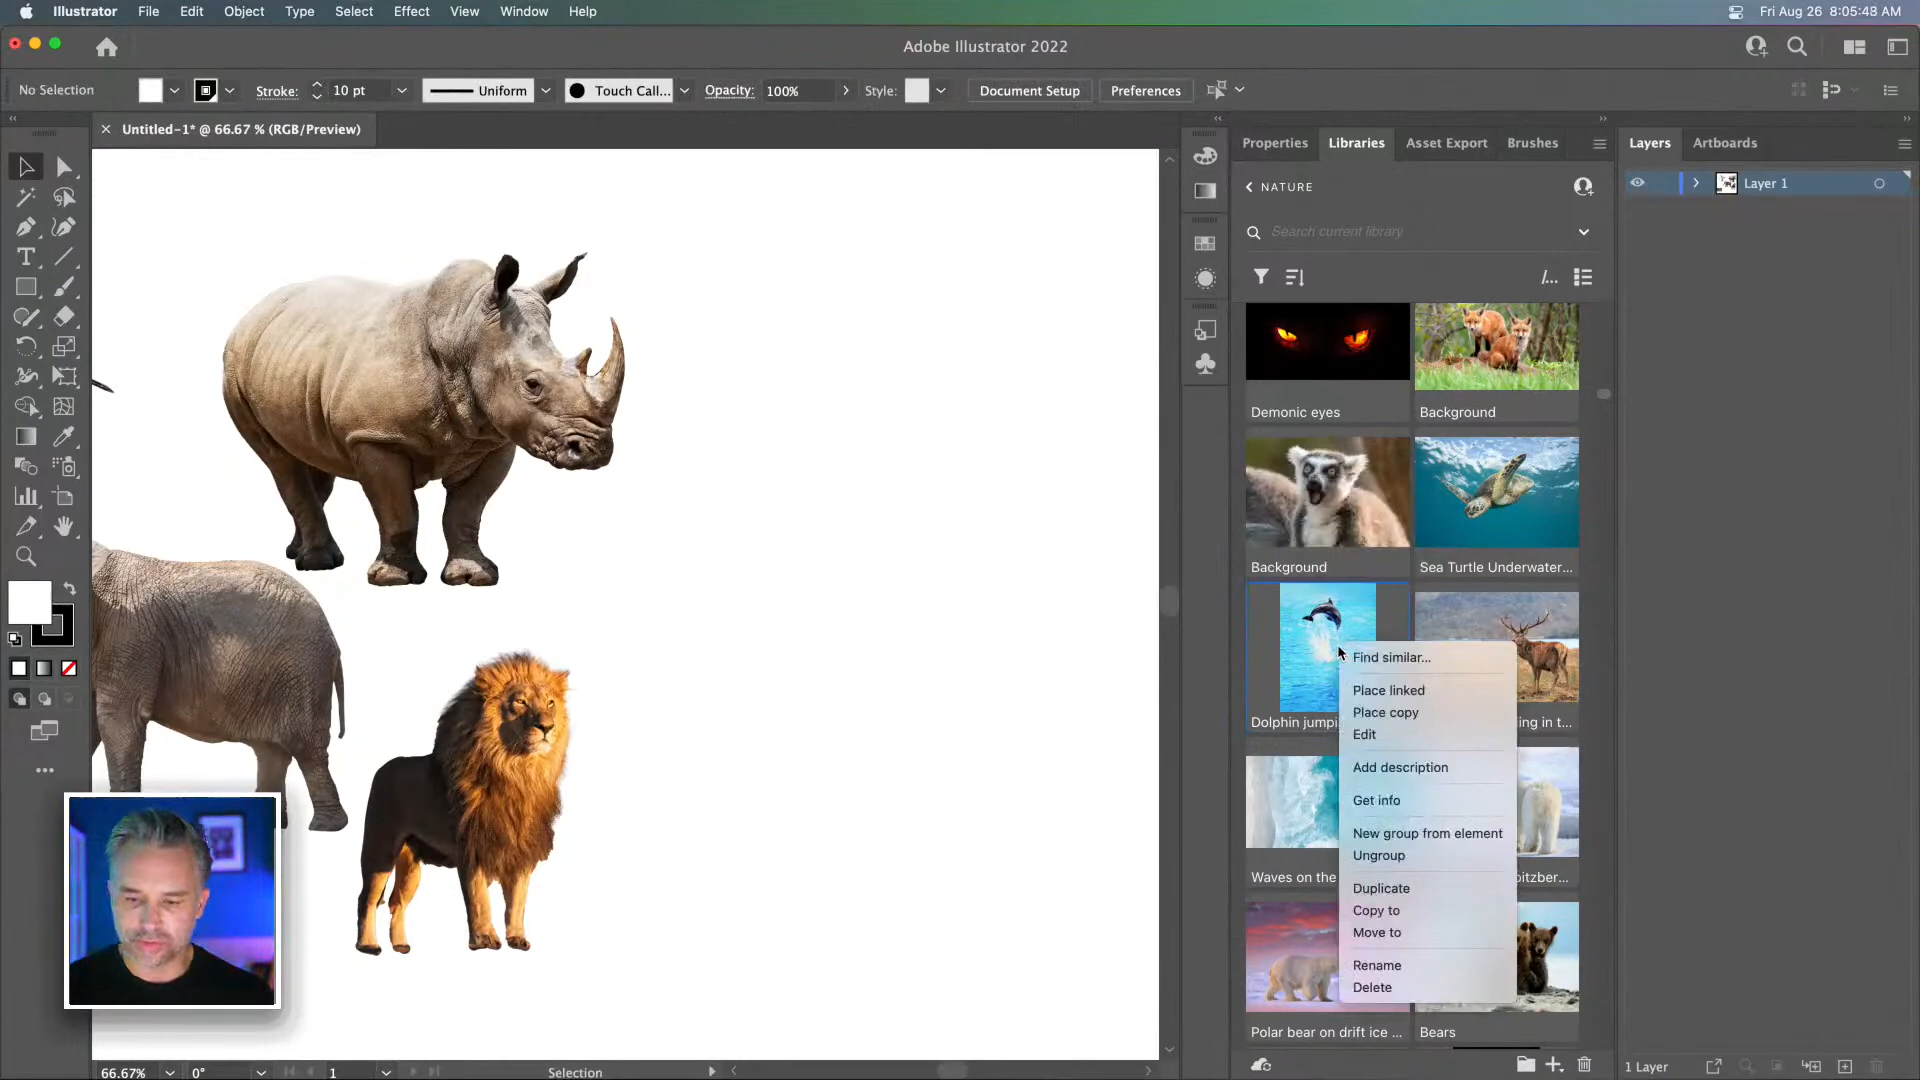 Illustrator File Edit Object Type Select Effect View Window Help
Fri Aug 26 8:05:48 AM
Adobe Illustrator 2022
No Selection
Stroke: 10 pt
Uniform
Touch Call...
Opacity: 100%
Style:
Document Setup
Preferences
Untitled-1* @ 66.67 % (RGB/Preview)
Properties Libraries Asset Export Brushes
Layers Artboards
NATURE
Layer 1
Search current library
/...
Demonic eyes
Background
Background
Sea Turtle Underwater...
Dolphin jumpi
ing in t...
Find similar...
Place linked
Place copy
Edit
Add description
Get info
New group from element
Ungroup
Duplicate
Copy to
Move to
Rename
Delete
Waves on the
pitzber...
Polar bear on drift ice ...
Bears
66.67%
0°
1
Selection
1 Layer